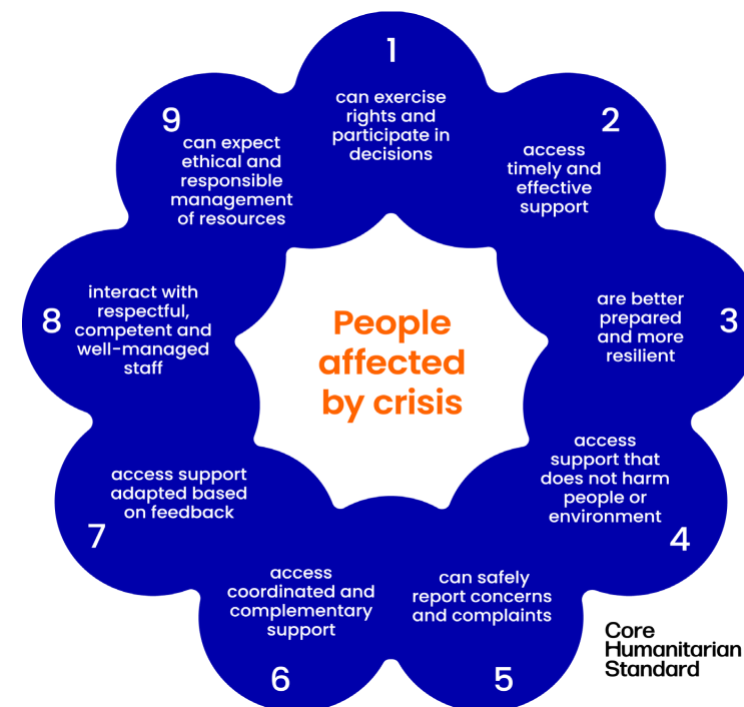 1
can exercise
rights and
participate in
decisions
2
access
timely and
effective
support
3
are better
prepared
and more
resilient
4
access
support that
does not harm
people or
environment
5
can safely
report concerns
and complaints
6
access
coordinated and
complementary
support
7
access support
adapted based
on feedback
8
interact with
respectful,
competent and
well-managed
staff
9
can expect
ethical and
responsible
management
of resources
People
affected
by crisis
Core
Humanitarian
Standard